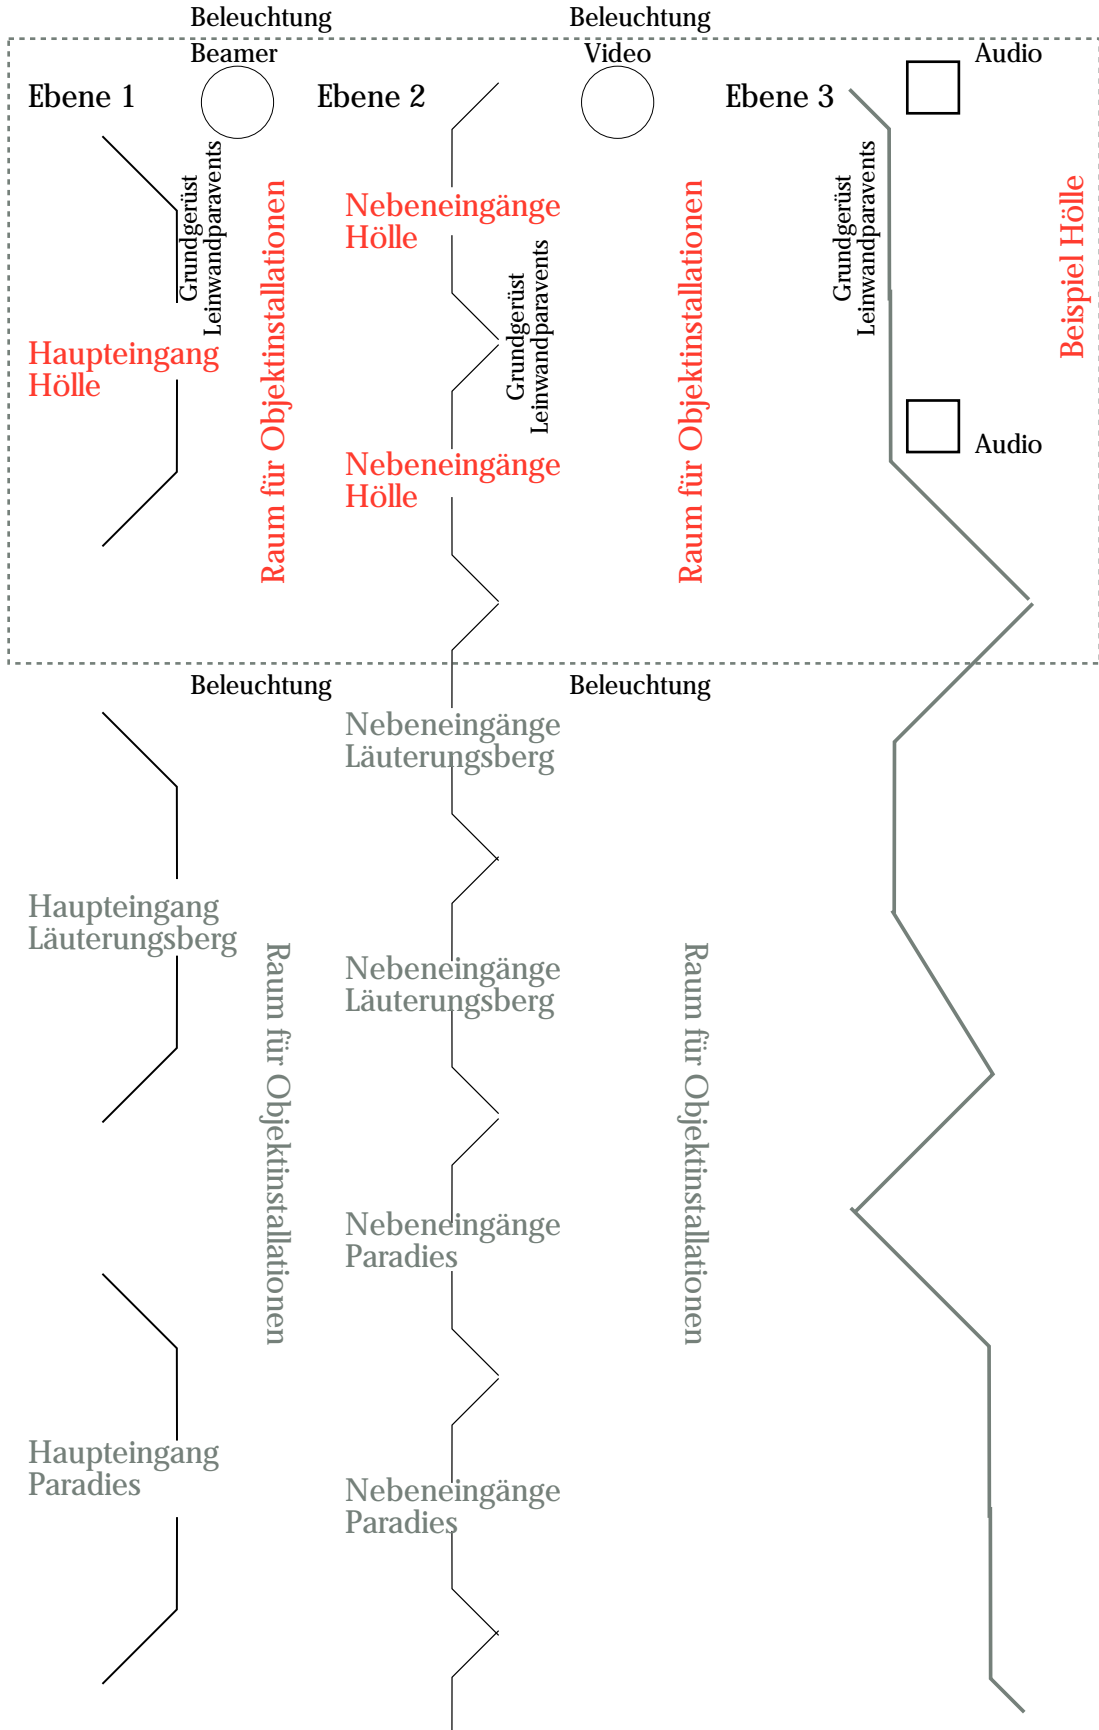 Beleuchtung
Beleuchtung
Beamer
Video
Audio
Ebene 1
Ebene 2
Ebene 3
Grundgerüst
Leinwandparavents
Raum für Objektinstallationen
Nebeneingänge
Hölle
Grundgerüst
Leinwandparavents
Raum für Objektinstallationen
Grundgerüst
Leinwandparavents
Beispiel Hölle
Haupteingang
Hölle
Nebeneingänge
Hölle
Audio
Beleuchtung
Beleuchtung
Nebeneingänge
Läuterungsberg
Haupteingang
Läuterungsberg
Raum für Objektinstallationen
Nebeneingänge
Läuterungsberg
Raum für Objektinstallationen
Nebeneingänge
Paradies
Haupteingang
Paradies
Nebeneingänge
Paradies